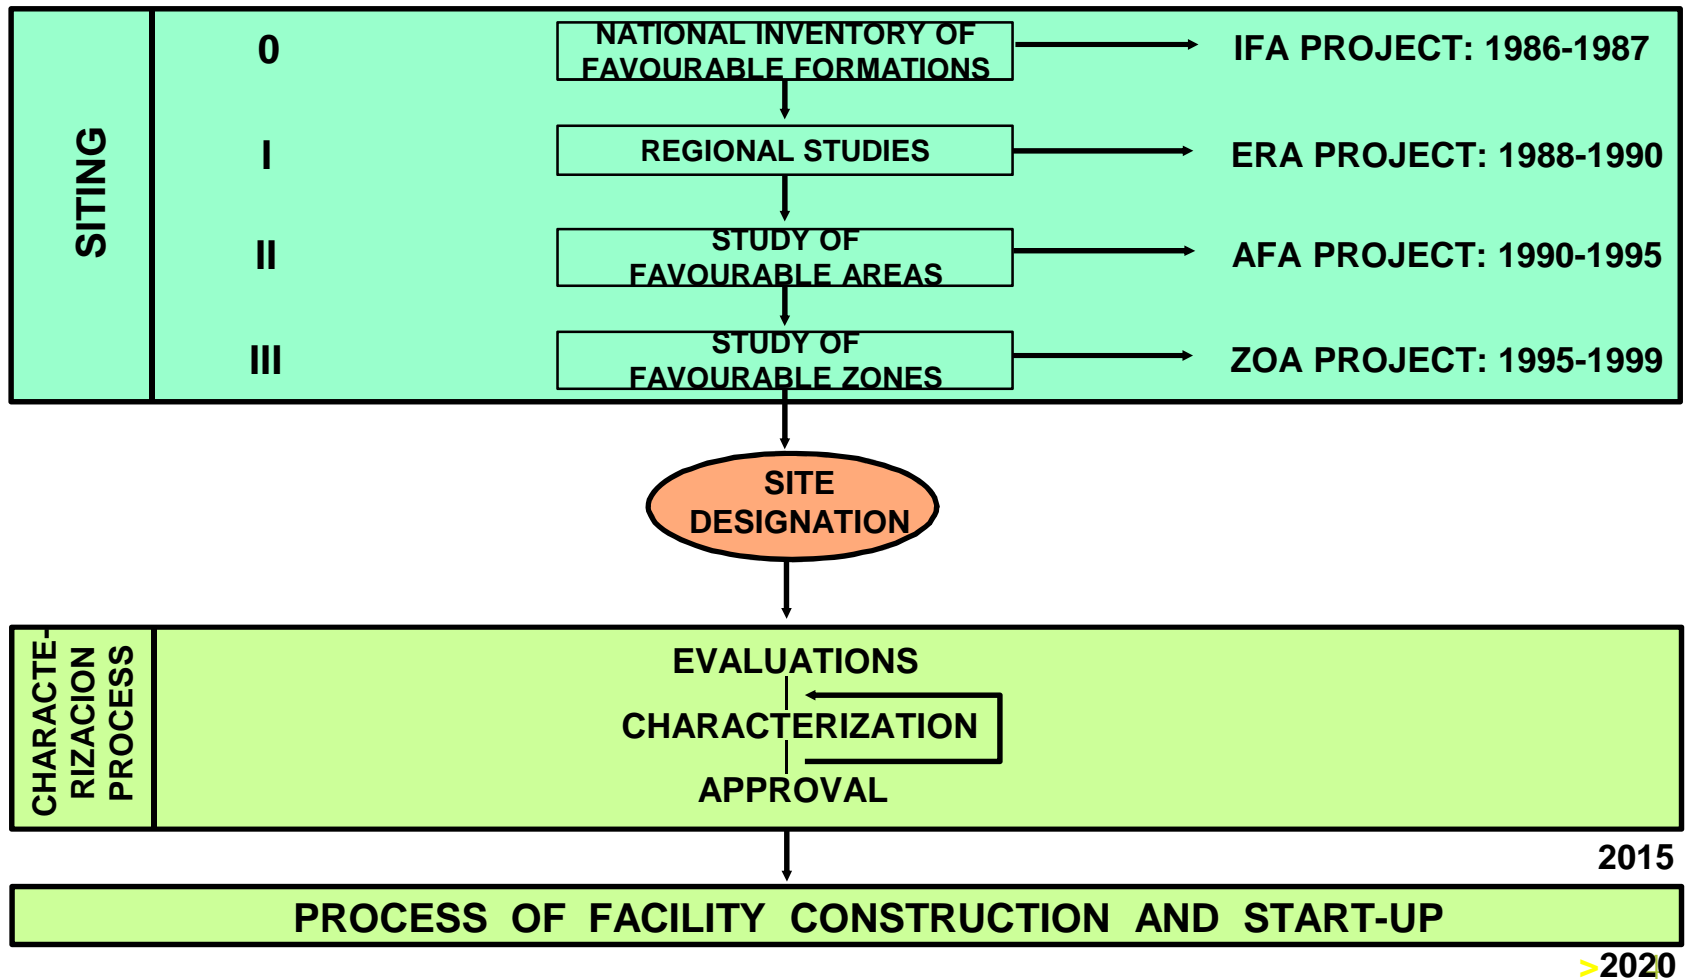 SITING
0
NATIONAL INVENTORY OF
FAVOURABLE FORMATIONS
IFA PROJECT: 1986-1987
I
REGIONAL STUDIES
ERA PROJECT: 1988-1990
II
STUDY OF
FAVOURABLE AREAS
AFA PROJECT: 1990-1995
III
STUDY OF
FAVOURABLE ZONES
ZOA PROJECT: 1995-1999
SITE
DESIGNATION
CHARACTE-
RIZACION
PROCESS
EVALUATIONS
CHARACTERIZATION
APPROVAL
2015
PROCESS OF FACILITY CONSTRUCTION AND START-UP
>2020